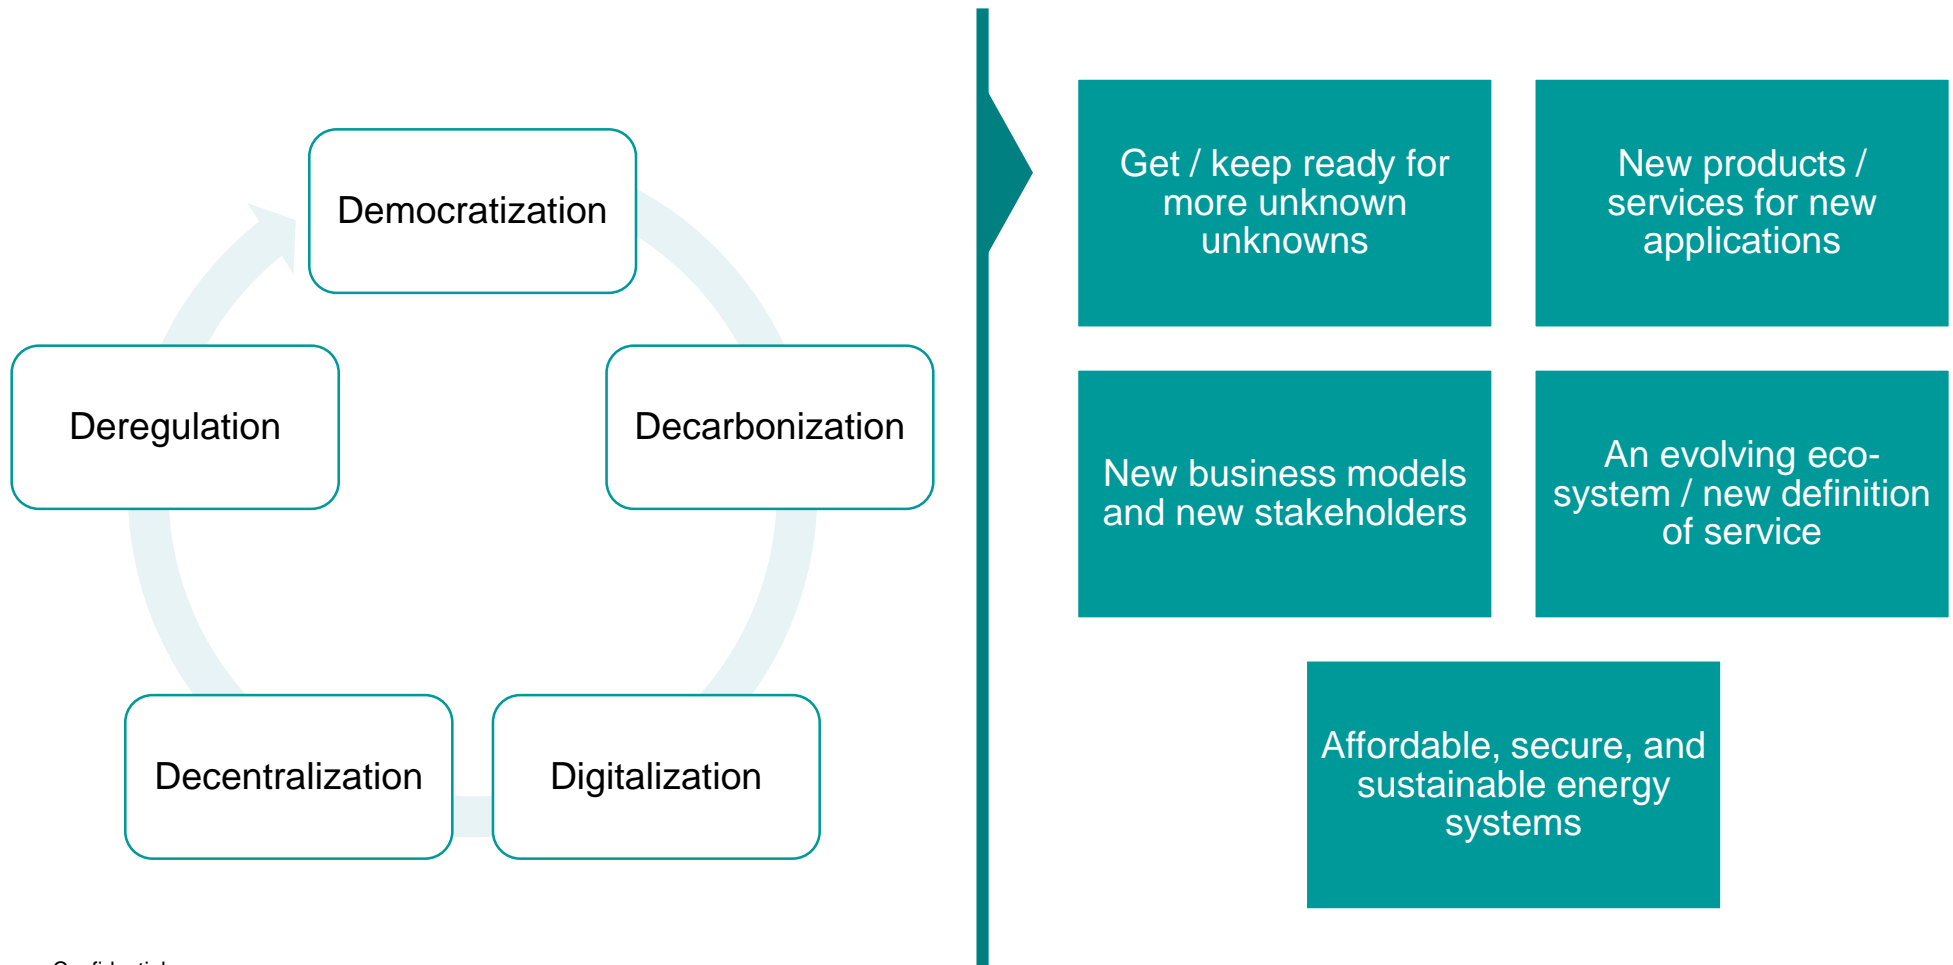 Democratization
Decarbonization
Digitalization
Decentralization
Deregulation
Get / keep ready for
more unknown
unknowns
New products /
services for new
applications
New business models
and new stakeholders
An evolving eco-
system / new definition
of service
Affordable, secure, and
sustainable energy
systems